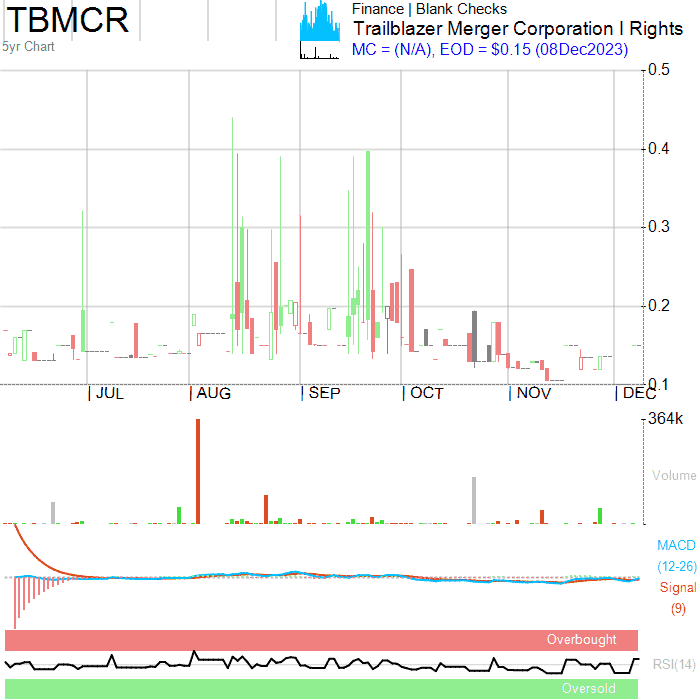 TBMCR
5yr Chart
Finance | Blank Checks
Trailblazer Merger Corporation I Rights
MC = (N/A), EOD = $0.15 (08Dec2023)
0.5
0.4
0.3
0.2
0.1
| JUL | AUG | SEP | OCT | NOV | DEC
364k
Volume
MACD
(12-26)
Signal
(9)
Overbought
RSI(14)
Oversold